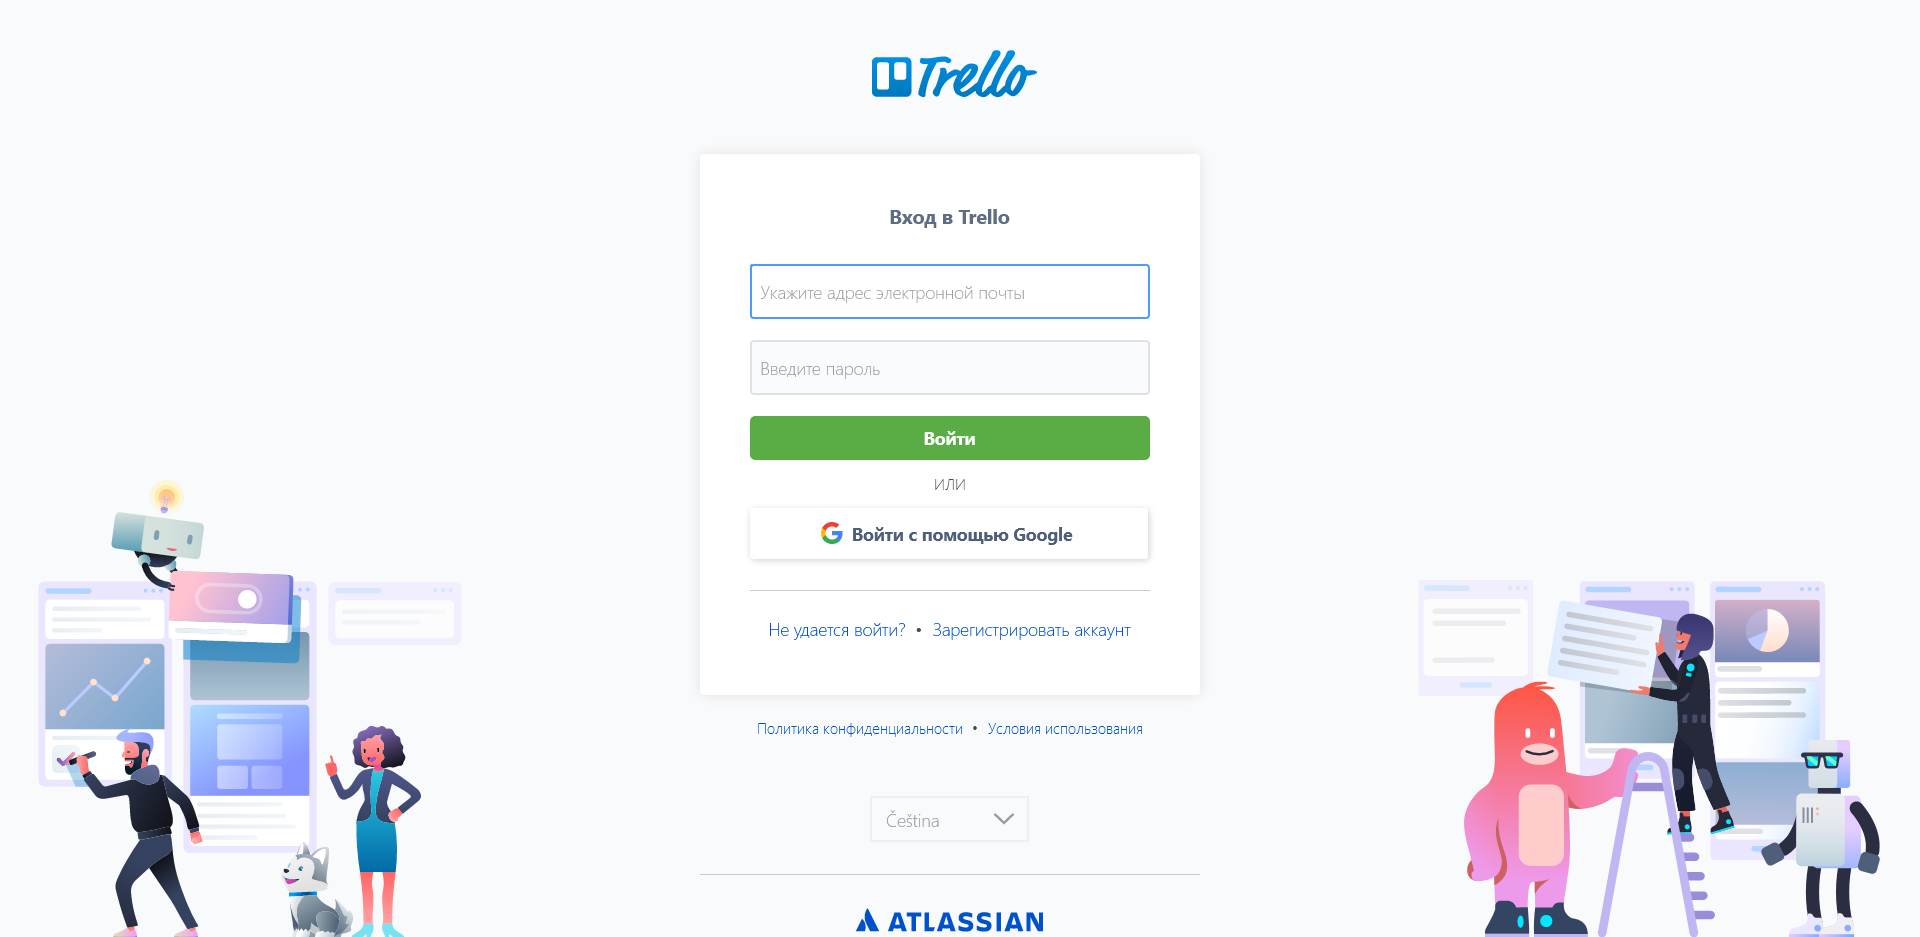 Trello
Вход в Trello
Укажите адрес электронной почты
Введите пароль
Войти
ИЛИ
Войти с помощью Google
Не удается войти? • Зарегистрировать аккаунт
Политика конфиденциальности • Условия использования
Čeština
ATLASSIAN